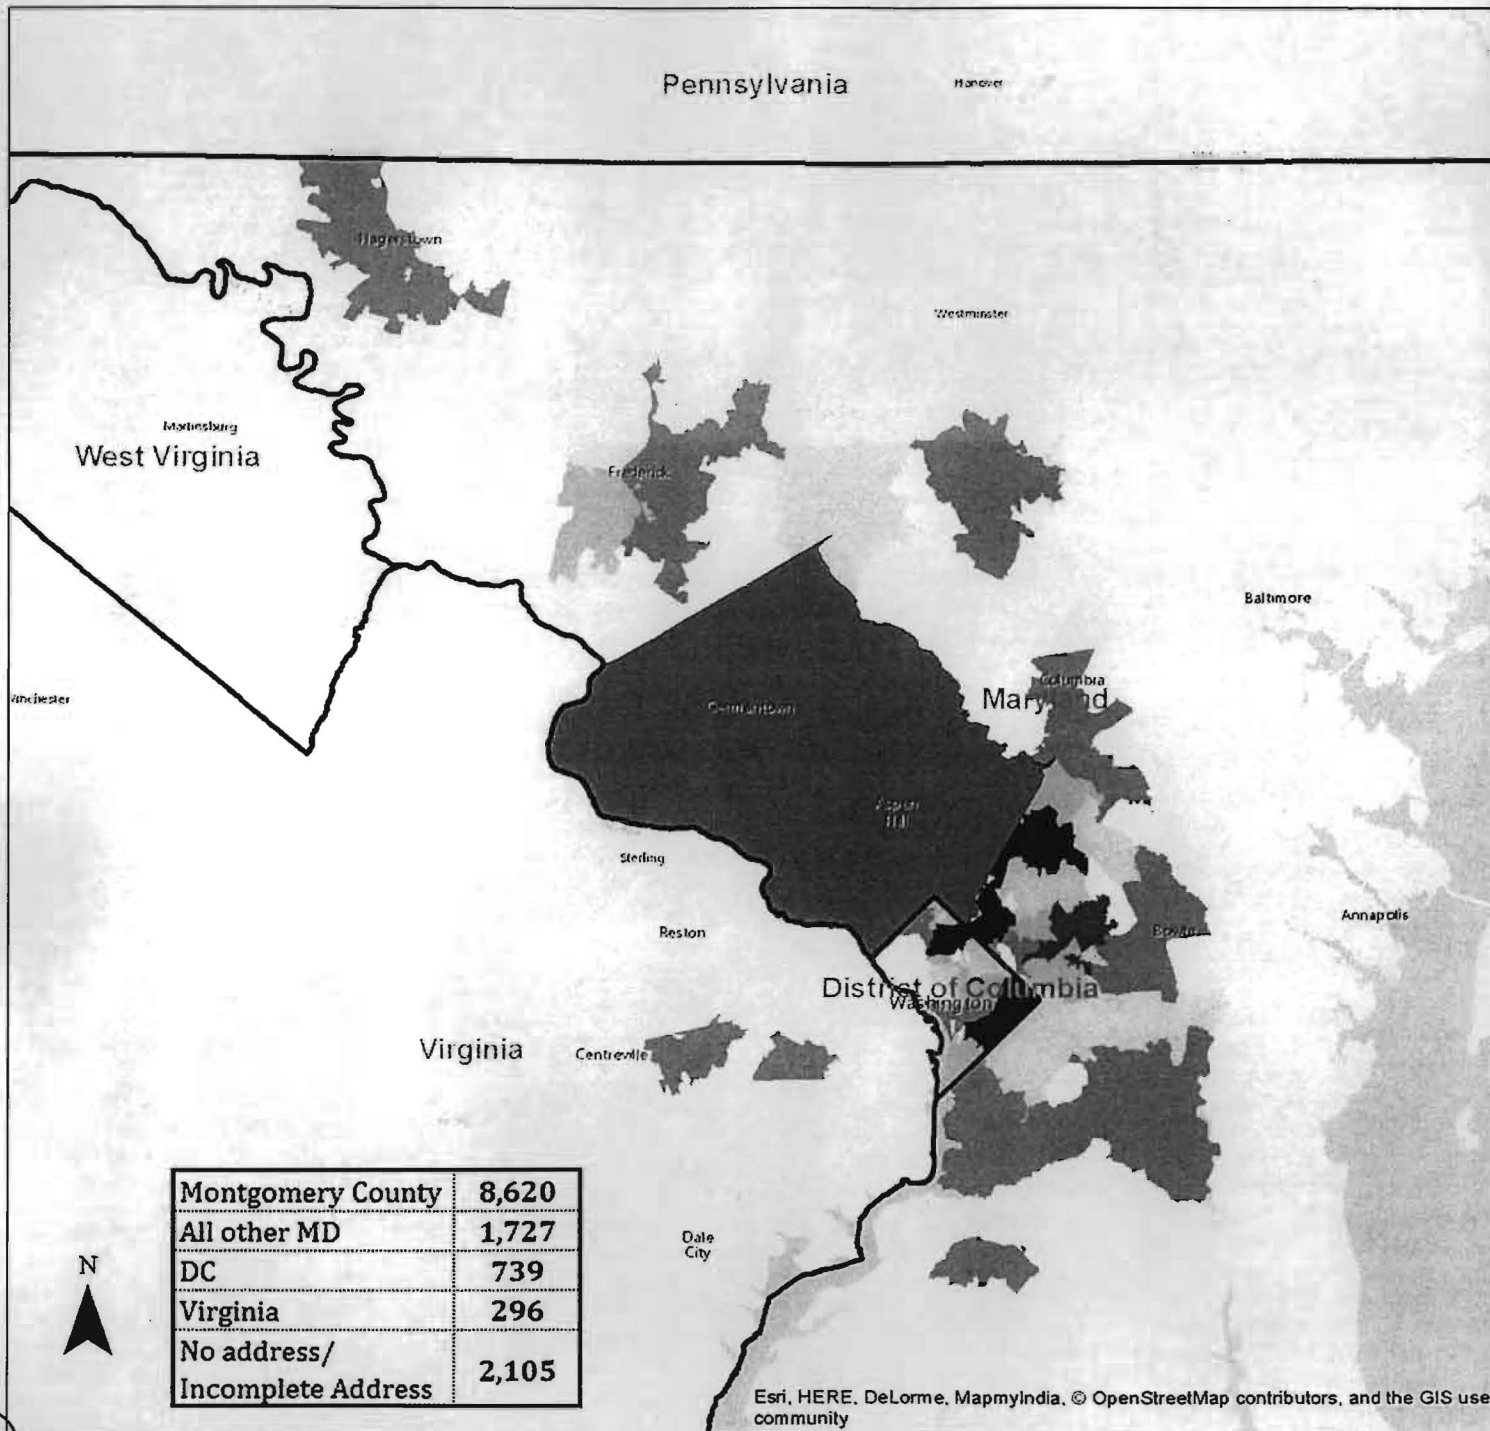 Pennsylvania
Hanover
Hagerstown
Westminster
Martinsburg
West Virginia
Frederick
Baltimore
Columbia
Maryland
Germantown
Aspen
Hill
Sterling
Reston
Annapolis
Bowie
District of Columbia
Washington
Virginia
Centreville
Dale
City
Montgomery County 8,620
All other MD 1,727
DC 739
Virginia 296
No address/
Incomplete Address 2,105
N
Esri, HERE, DeLorme, MapmyIndia, © OpenStreetMap contributors, and the GIS use
community